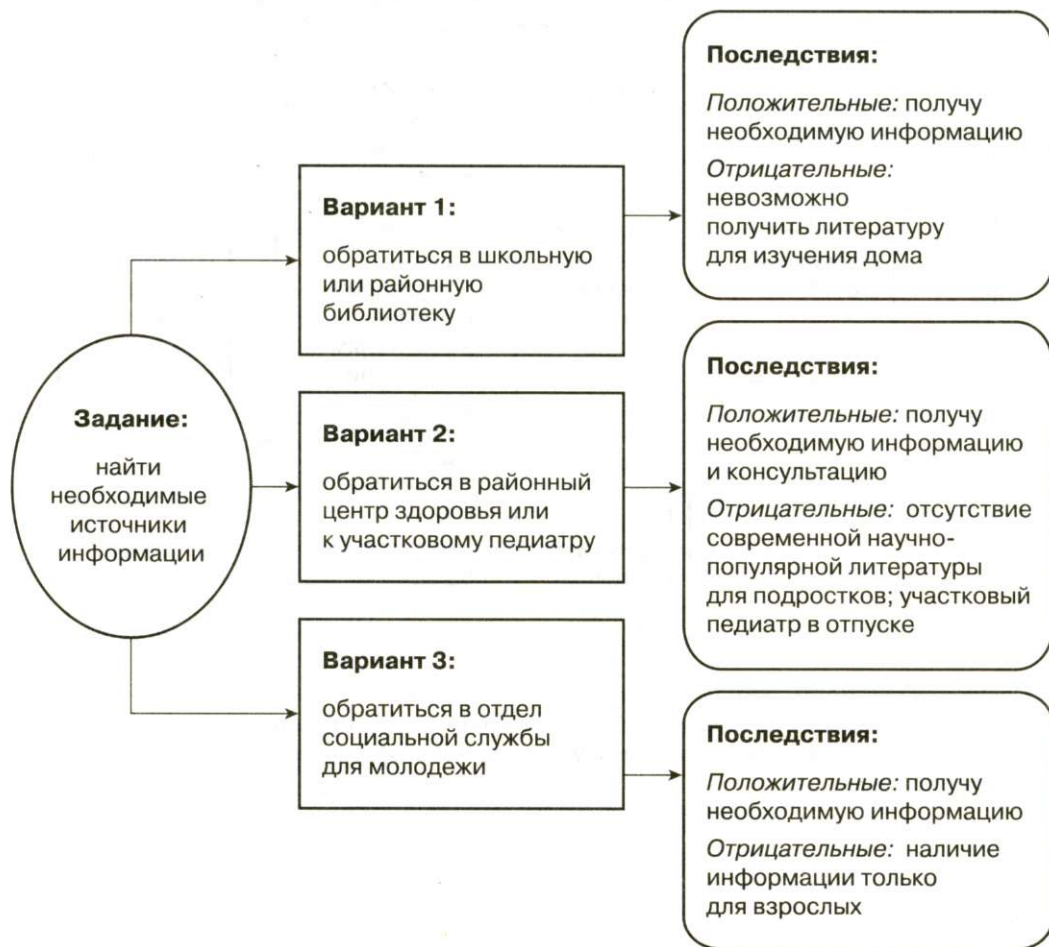 Задание:
найти
необходимые
источники
информации
Вариант 1:
обратиться в школьную
или районную
библиотеку
Последствия:
Положительные: получу
необходимую информацию
Отрицательные:
невозможно
получить литературу
для изучения дома
Вариант 2:
обратиться в районный
центр здоровья или
к участковому педиатру
Последствия:
Положительные: получу
необходимую информацию
и консультацию
Отрицательные: отсутствие
современной научно-
популярной литературы
для подростков; участковый
педиатр в отпуске
Вариант 3:
обратиться в отдел
социальной службы
для молодежи
Последствия:
Положительные: получу
необходимую информацию
Отрицательные: наличие
информации только
для взрослых